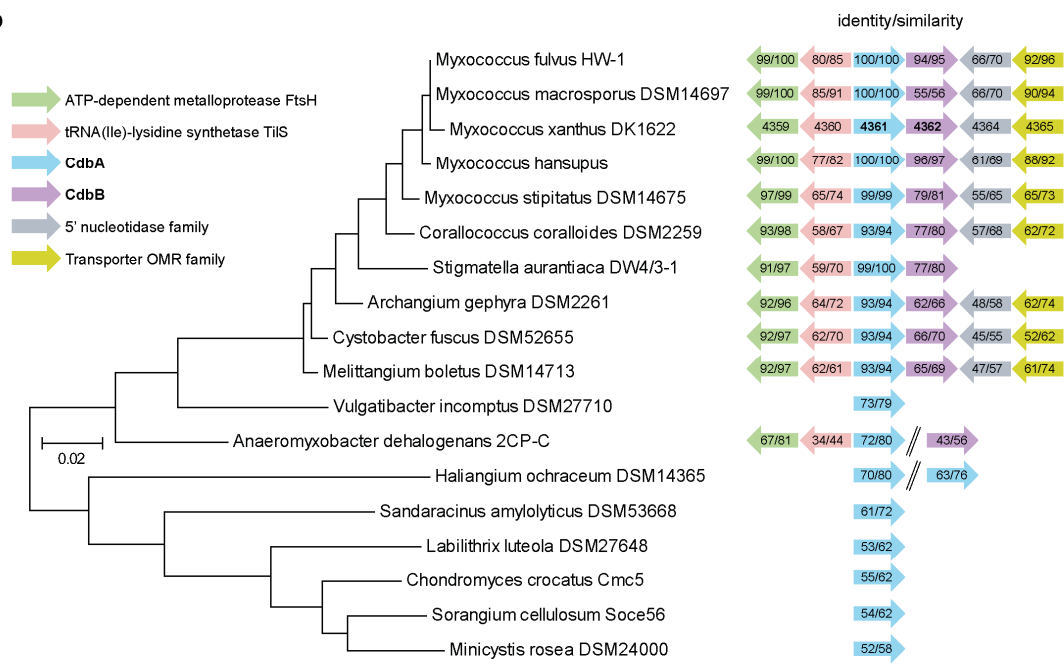 identity/similarity
ATP-dependent metalloprotease FtsH
tRNA(Ile)-lysidine synthetase TilS
CdbA
CdbB
5' nucleotidase family
Transporter OMR family
Myxococcus fulvus HW-1 99/100 80/85 100/100 94/95 66/70 92/96
Myxococcus macrosporus DSM14697 99/100 85/91 100/100 55/56 66/70 90/94
Myxococcus xanthus DK1622 4359 4360 4361 4362 4364 4365
Myxococcus hansupus 99/100 77/82 100/100 96/97 61/69 88/92
Myxococcus stipitatus DSM14675 97/99 65/74 99/99 79/81 55/65 65/73
Corallococcus coralloides DSM2259 93/98 58/67 93/94 77/80 57/68 62/72
Stigmatella aurantiaca DW4/3-1 91/97 59/70 99/100 77/80
Archangium gephyra DSM2261 92/96 64/72 93/94 62/66 48/58 62/74
Cystobacter fuscus DSM52655 92/97 62/70 93/94 66/70 45/55 52/62
Melittangium boletus DSM14713 92/97 62/61 93/94 65/69 47/57 61/74
Vulgatibacter incomptus DSM27710 73/79
Anaeromyxobacter dehalogenans 2CP-C 67/81 34/44 72/80 // 43/56
0.02
Haliangium ochraceum DSM14365 70/80 // 63/76
Sandaracinus amylolyticus DSM53668 61/72
Labilithrix luteola DSM27648 53/62
Chondromyces crocatus Cmc5 55/62
Sorangium cellulosum Soce56 54/62
Minicystis rosea DSM24000 52/58